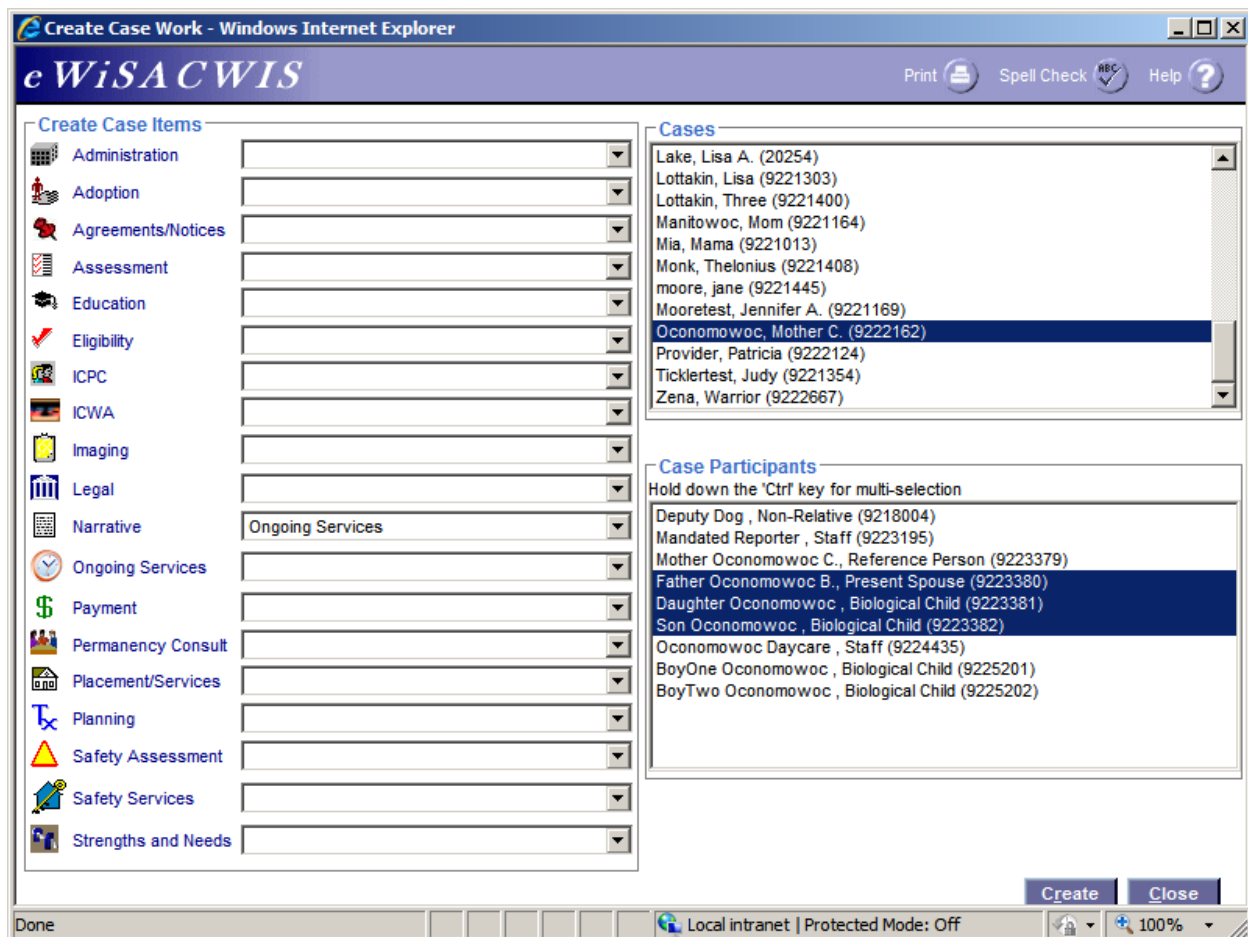 Create Case Work - Windows Internet Explorer
eWiSACWIS
Print Spell Check ABC Help ?
Create Case Items
Administration
Adoption
Agreements/Notices
Assessment
Education
Eligibility
ICPC
ICWA
Imaging
Legal
Narrative Ongoing Services
Ongoing Services
Payment
Permanency Consult
Placement/Services
Planning
Safety Assessment
Safety Services
Strengths and Needs
Cases
Lake, Lisa A. (20254)
Lottakin, Lisa (9221303)
Lottakin, Three (9221400)
Manitowoc, Mom (9221164)
Mia, Mama (9221013)
Monk, Thelonius (9221408)
moore, jane (9221445)
Mooretest, Jennifer A. (9221169)
Oconomowoc, Mother C. (9222162)
Provider, Patricia (9222124)
Ticklertest, Judy (9221354)
Zena, Warrior (9222667)
Case Participants
Hold down the 'Ctrl' key for multi-selection
Deputy Dog , Non-Relative (9218004)
Mandated Reporter , Staff (9223195)
Mother Oconomowoc C., Reference Person (9223379)
Father Oconomowoc B., Present Spouse (9223380)
Daughter Oconomowoc , Biological Child (9223381)
Son Oconomowoc , Biological Child (9223382)
Oconomowoc Daycare , Staff (9224435)
BoyOne Oconomowoc , Biological Child (9225201)
BoyTwo Oconomowoc , Biological Child (9225202)
Create Close
Done Local intranet | Protected Mode: Off 100%